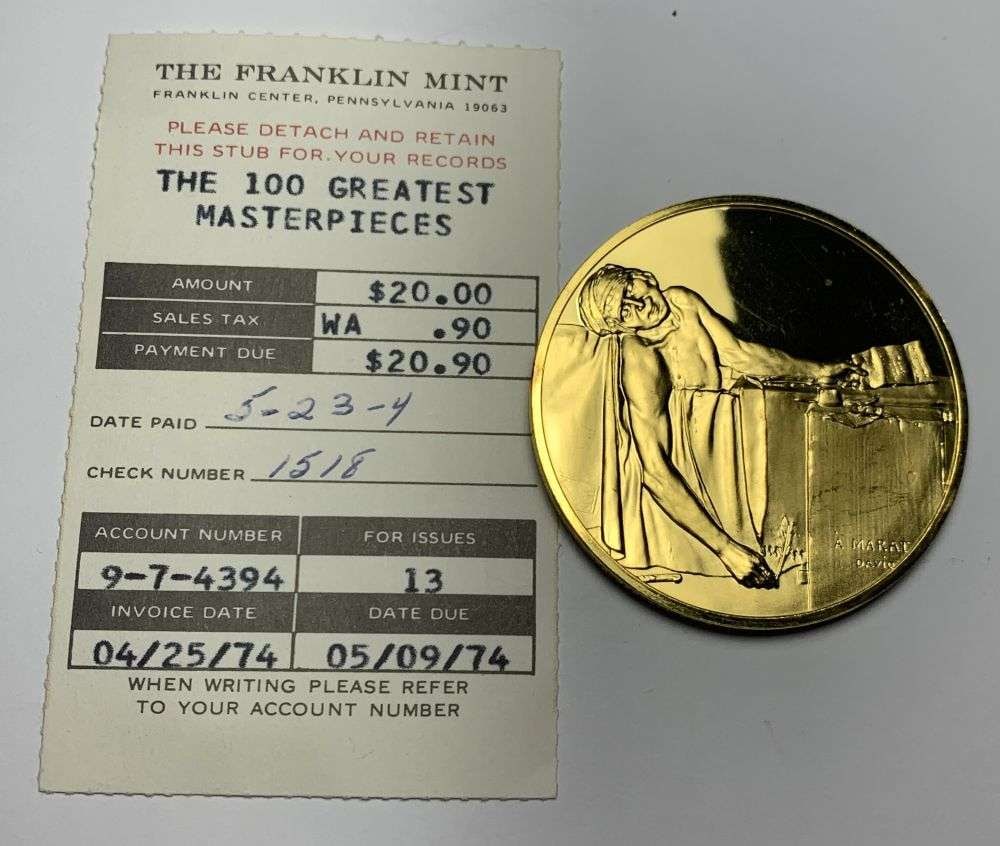 THE FRANKLIN MINT
FRANKLIN CENTER, PENNSYLVANIA 19063
PLEASE DETACH AND RETAIN
THIS STUB FOR YOUR RECORDS
THE 100 GREATEST
MASTERPIECES
AMOUNT $20.00
SALES TAX WA .90
PAYMENT DUE $20.90
DATE PAID 5-23-4
CHECK NUMBER 1518
ACCOUNT NUMBER FOR ISSUES
9-7-4394 13
INVOICE DATE DATE DUE
04/25/74 05/09/74
WHEN WRITING PLEASE REFER
TO YOUR ACCOUNT NUMBER
A MARAT
DAVID